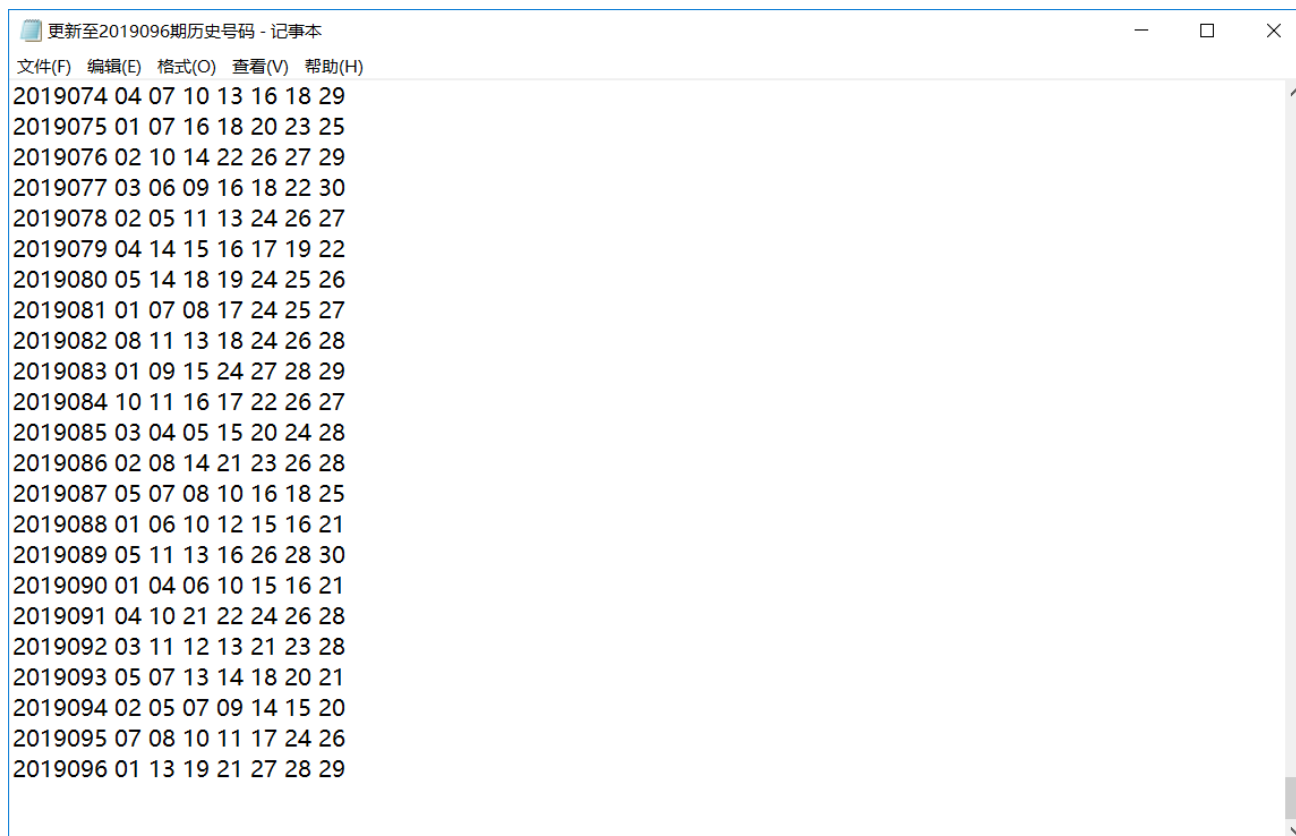 更新至2019096期历史号码 - 记事本
文件(F) 编辑(E) 格式(O) 查看(V) 帮助(H)
2019074 04 07 10 13 16 18 29
2019075 01 07 16 18 20 23 25
2019076 02 10 14 22 26 27 29
2019077 03 06 09 16 18 22 30
2019078 02 05 11 13 24 26 27
2019079 04 14 15 16 17 19 22
2019080 05 14 18 19 24 25 26
2019081 01 07 08 17 24 25 27
2019082 08 11 13 18 24 26 28
2019083 01 09 15 24 27 28 29
2019084 10 11 16 17 22 26 27
2019085 03 04 05 15 20 24 28
2019086 02 08 14 21 23 26 28
2019087 05 07 08 10 16 18 25
2019088 01 06 10 12 15 16 21
2019089 05 11 13 16 26 28 30
2019090 01 04 06 10 15 16 21
2019091 04 10 21 22 24 26 28
2019092 03 11 12 13 21 23 28
2019093 05 07 13 14 18 20 21
2019094 02 05 07 09 14 15 20
2019095 07 08 10 11 17 24 26
2019096 01 13 19 21 27 28 29